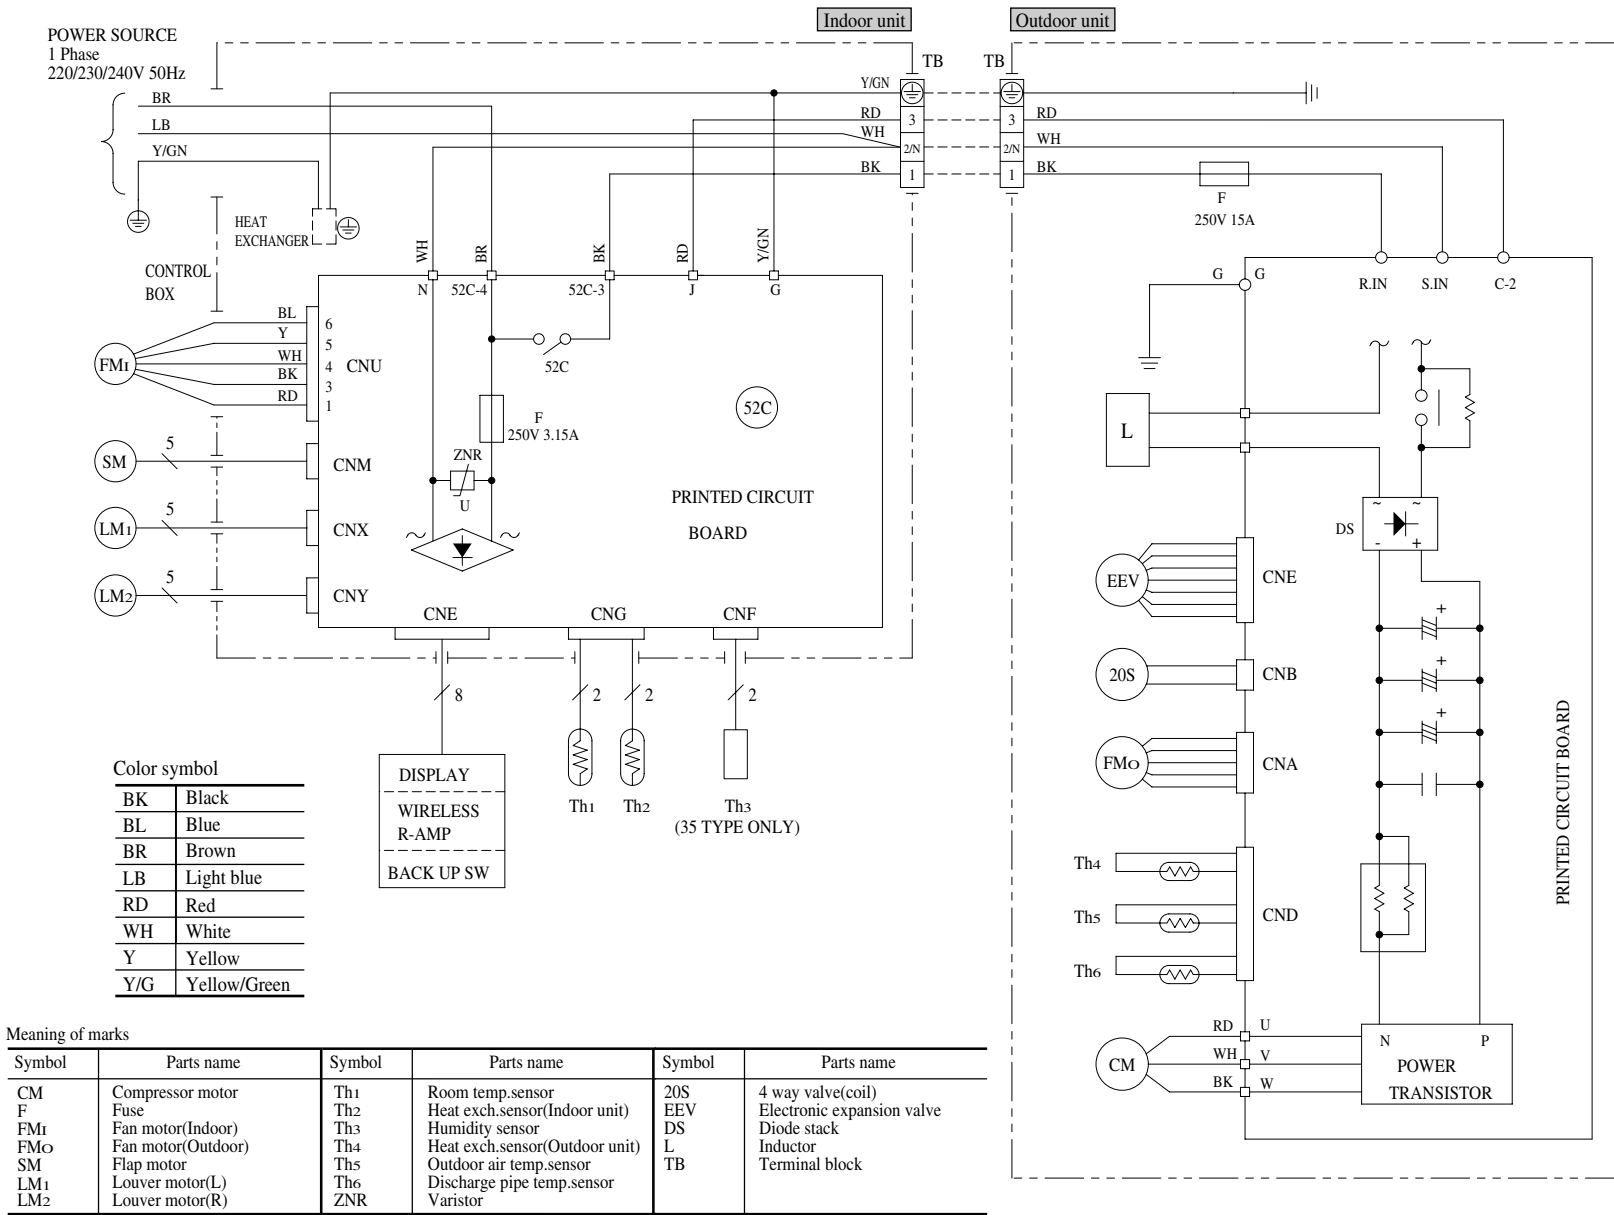 Indoor unit
Outdoor unit
POWER SOURCE
1 Phase
220/230/240V 50Hz
BR
LB
Y/GN
TB
TB
Y/GN
RD
WH
BK
3
2/N
1
3
2/N
1
RD
WH
BK
F
250V 15A
HEAT
EXCHANGER
CONTROL
BOX
WH
BR
BK
RD
Y/GN
N
52C-4
52C-3
J
G
G
G
R.IN
S.IN
C-2
FMI
BL
Y
WH
BK
RD
6
5
4
3
1
CNU
52C
52C
F
250V 3.15A
ZNR
U
PRINTED CIRCUIT
BOARD
SM
5
CNM
LM1
5
CNX
LM2
5
CNY
CNE
CNG
CNF
8
2
2
2
DISPLAY
WIRELESS
R-AMP
BACK UP SW
Th1
Th2
Th3
(35 TYPE ONLY)
L
DS
~
~
-
+
EEV
CNE
20S
CNB
FMO
CNA
+
+
+
Th4
Th5
Th6
CND
PRINTED CIRCUIT BOARD
CM
RD
WH
BK
U
V
W
N
P
POWER
TRANSISTOR
Color symbol
BK Black
BL Blue
BR Brown
LB Light blue
RD Red
WH White
Y Yellow
Y/G Yellow/Green
Meaning of marks
Symbol Parts name Symbol Parts name Symbol Parts name
CM Compressor motor Th1 Room temp.sensor 20S 4 way valve(coil)
F Fuse Th2 Heat exch.sensor(Indoor unit) EEV Electronic expansion valve
FMI Fan motor(Indoor) Th3 Humidity sensor DS Diode stack
FMO Fan motor(Outdoor) Th4 Heat exch.sensor(Outdoor unit) L Inductor
SM Flap motor Th5 Outdoor air temp.sensor TB Terminal block
LM1 Louver motor(L) Th6 Discharge pipe temp.sensor
LM2 Louver motor(R) ZNR Varistor